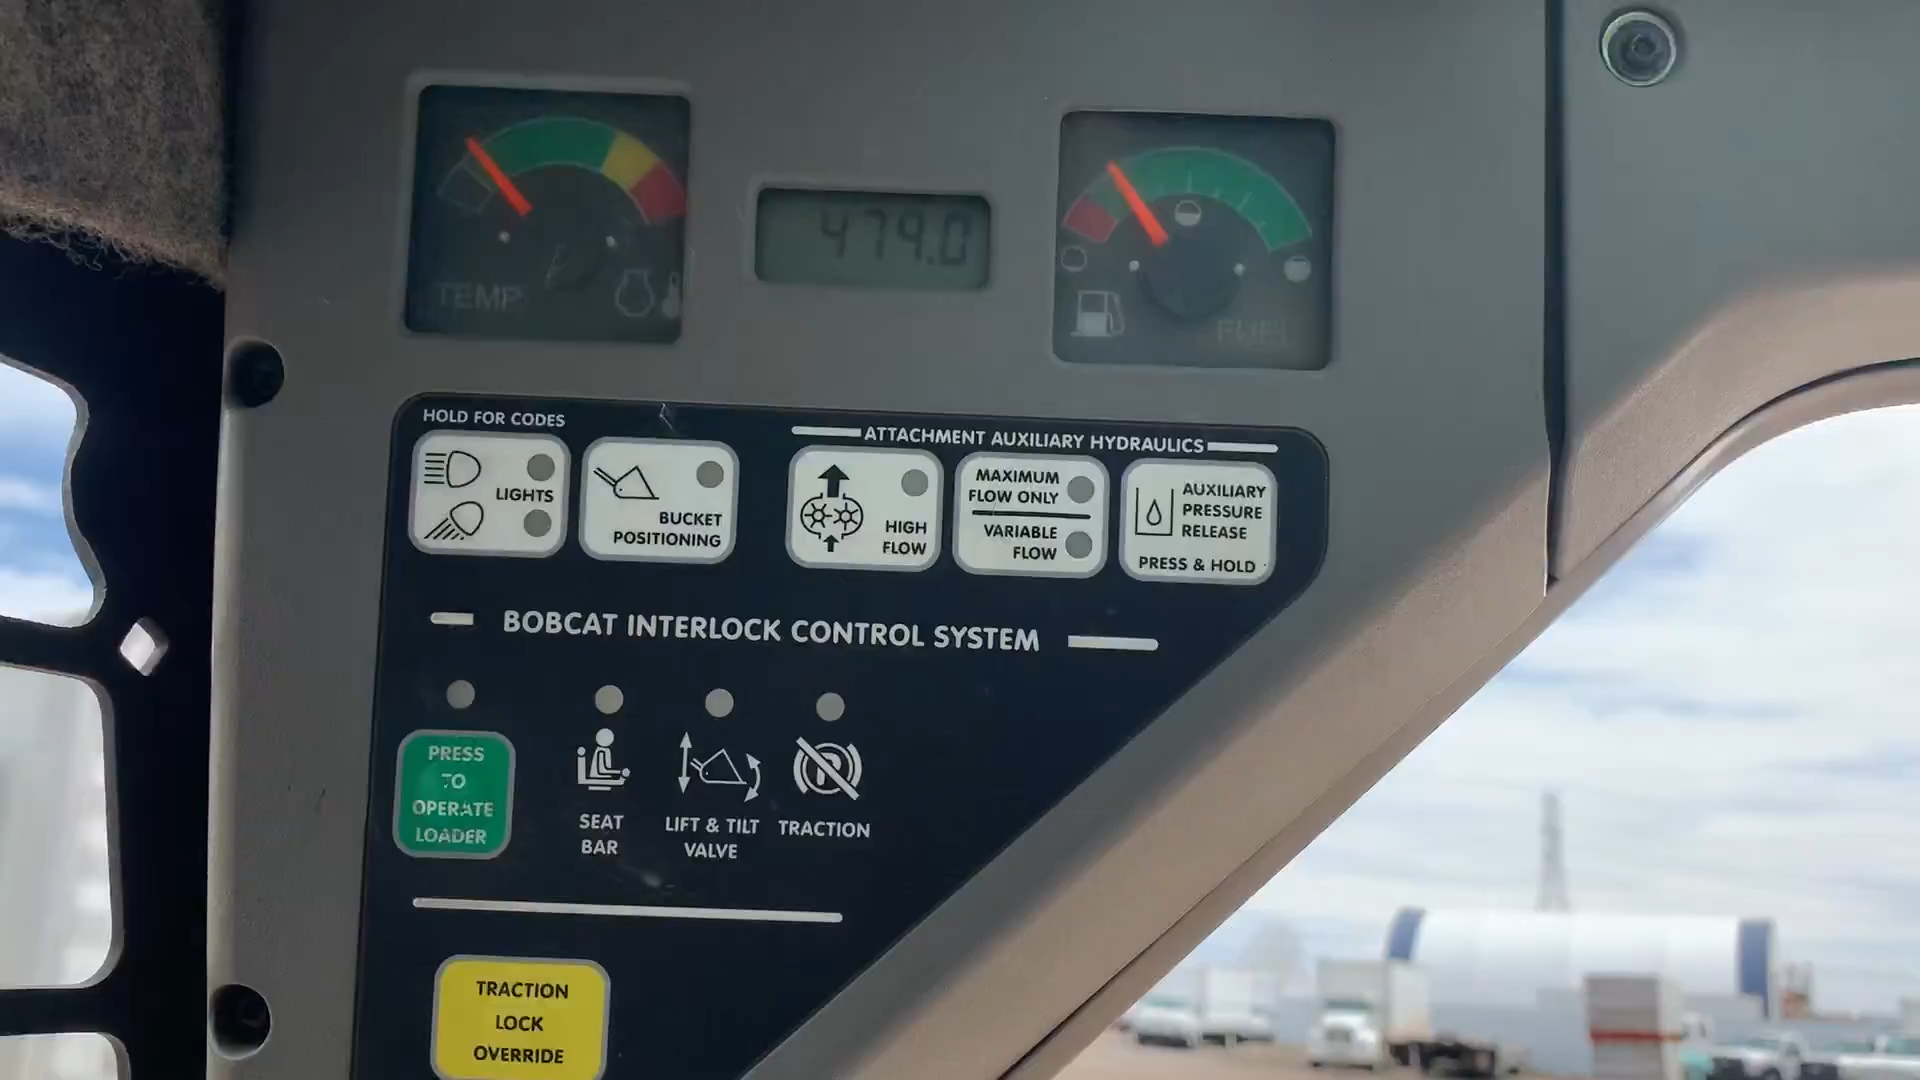 TEMP
479.0
FUEL
HOLD FOR CODES
LIGHTS
BUCKET
POSITIONING
ATTACHMENT AUXILIARY HYDRAULICS
HIGH
FLOW
MAXIMUM
FLOW ONLY
VARIABLE
FLOW
AUXILIARY
PRESSURE
RELEASE
PRESS & HOLD
BOBCAT INTERLOCK CONTROL SYSTEM
PRESS
TO
OPERATE
LOADER
SEAT
BAR
LIFT & TILT
VALVE
P
TRACTION
TRACTION
LOCK
OVERRIDE